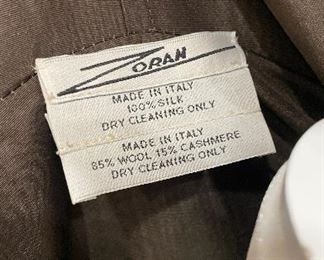 ZORAN
MADE IN ITALY
100% SILK
DRY CLEANING ONLY
MADE IN ITALY
85% WOOL 15% CASHMERE
DRY CLEANING ONLY